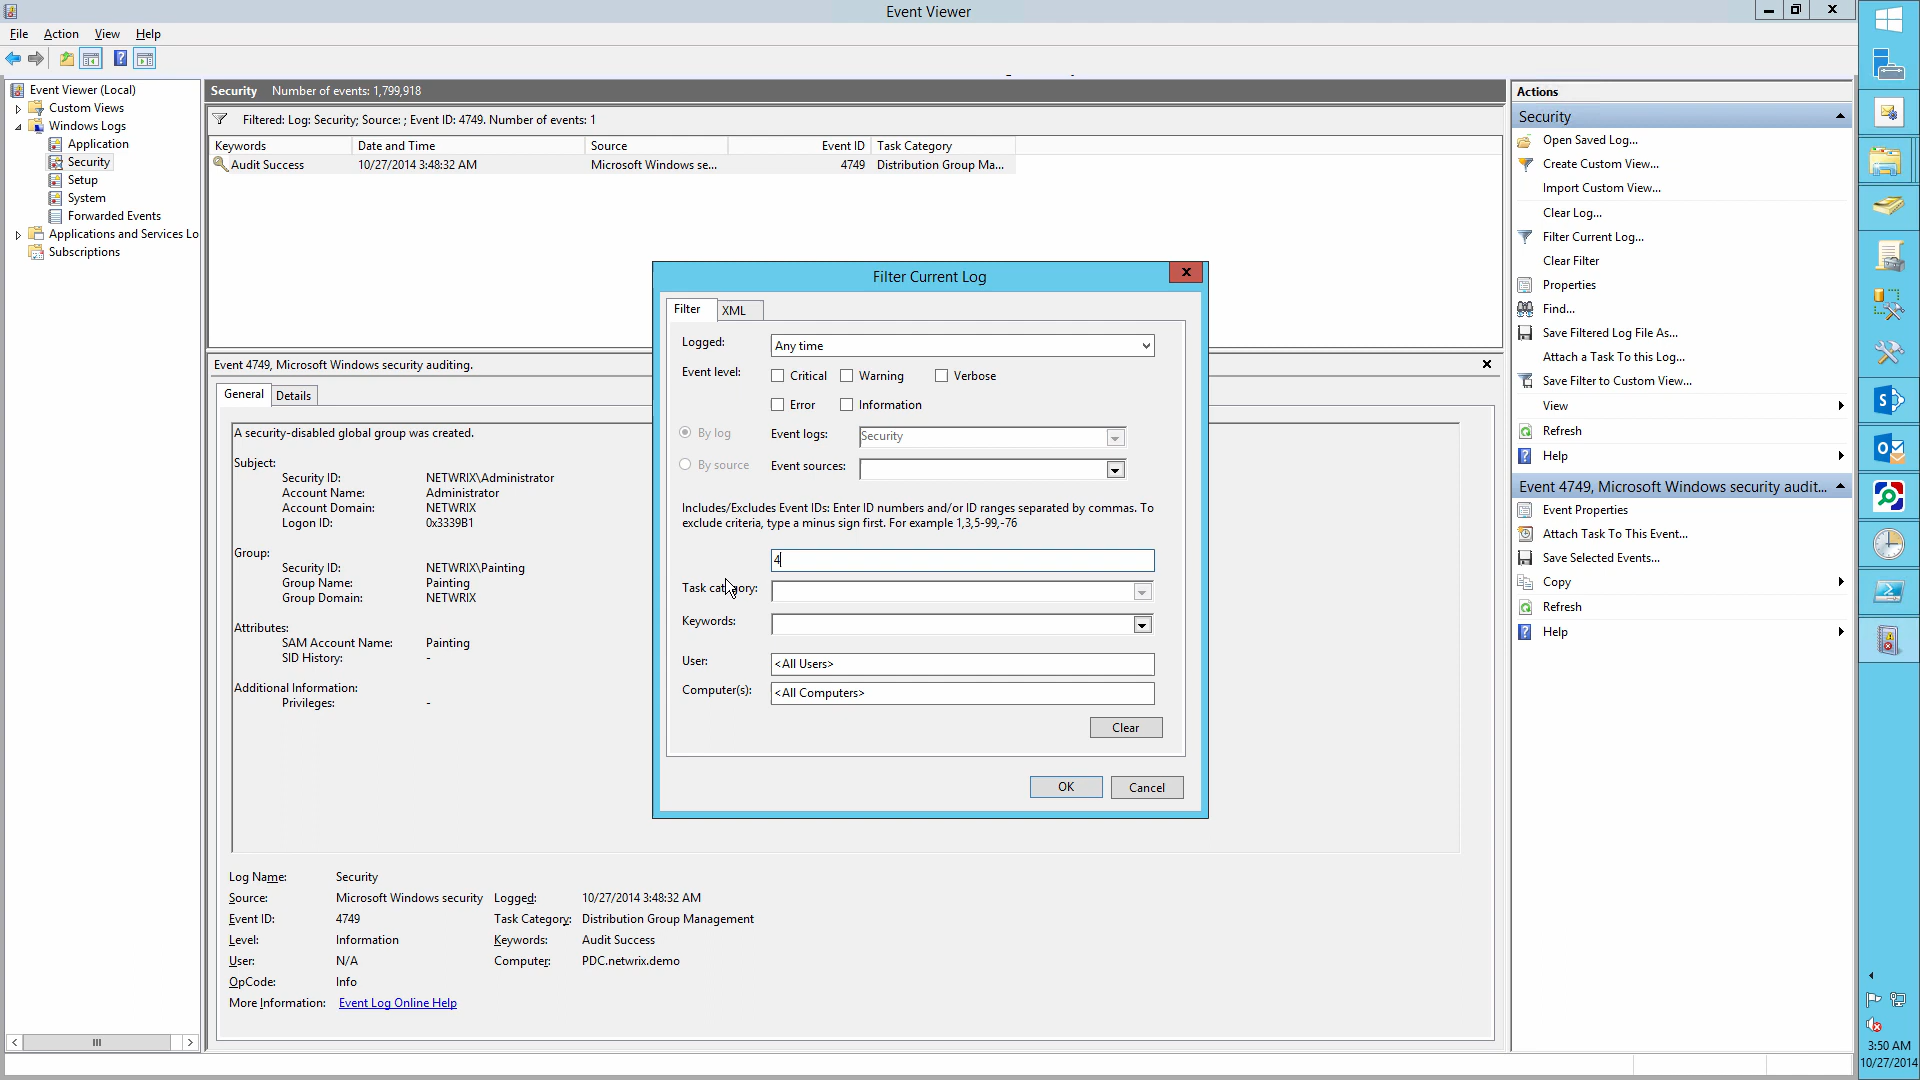 Event Viewer
File Action View Help
Event Viewer (Local)
Custom Views
Windows Logs
Application
Security
Setup
System
Forwarded Events
Applications and Services Lo
Subscriptions
Security Number of events: 1,799,918
Filtered: Log: Security; Source: ; Event ID: 4749. Number of events: 1
Keywords Date and Time Source Event ID Task Category
Audit Success 10/27/2014 3:48:32 AM Microsoft Windows se... 4749 Distribution Group Ma...
Event 4749, Microsoft Windows security auditing.
General Details
A security-disabled global group was created.
Subject:
Security ID: NETWRIX\Administrator
Account Name: Administrator
Account Domain: NETWRIX
Logon ID: 0x3339B1
Group:
Security ID: NETWRIX\Painting
Group Name: Painting
Group Domain: NETWRIX
Attributes:
SAM Account Name: Painting
SID History: -
Additional Information:
Privileges: -
Log Name: Security
Source: Microsoft Windows security Logged: 10/27/2014 3:48:32 AM
Event ID: 4749 Task Category: Distribution Group Management
Level: Information Keywords: Audit Success
User: N/A Computer: PDC.netwrix.demo
OpCode: Info
More Information: Event Log Online Help
Filter Current Log
Filter XML
Logged: Any time
Event level: Critical Warning Verbose
Error Information
By log Event logs: Security
By source Event sources:
Includes/Excludes Event IDs: Enter ID numbers and/or ID ranges separated by commas. To
exclude criteria, type a minus sign first. For example 1,3,5-99,-76
4
Task category:
Keywords:
User: <All Users>
Computer(s): <All Computers>
Clear
OK Cancel
Actions
Security
Open Saved Log...
Create Custom View...
Import Custom View...
Clear Log...
Filter Current Log...
Clear Filter
Properties
Find...
Save Filtered Log File As...
Attach a Task To this Log...
Save Filter to Custom View...
View
Refresh
Help
Event 4749, Microsoft Windows security audit...
Event Properties
Attach Task To This Event...
Save Selected Events...
Copy
Refresh
Help
3:50 AM
10/27/2014